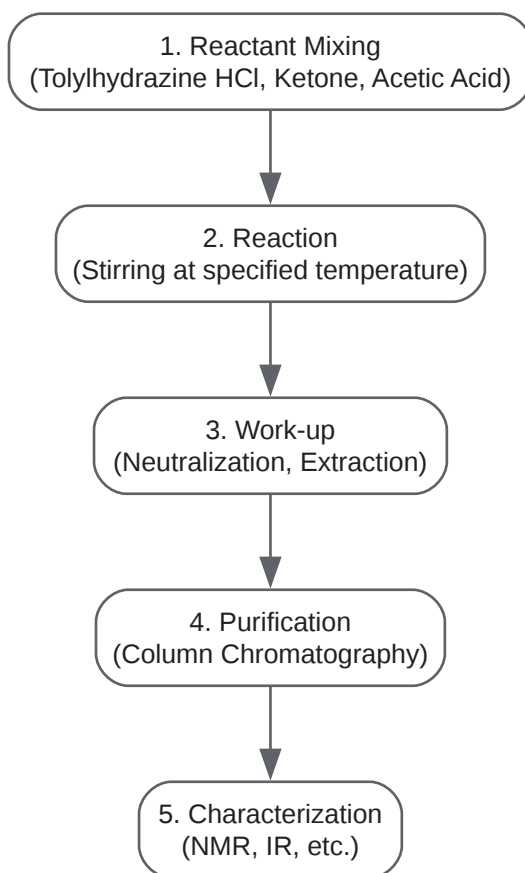 1. Reactant Mixing
(Tolylhydrazine HCl, Ketone, Acetic Acid)
2. Reaction
(Stirring at specified temperature)
3. Work-up
(Neutralization, Extraction)
4. Purification
(Column Chromatography)
5. Characterization
(NMR, IR, etc.)